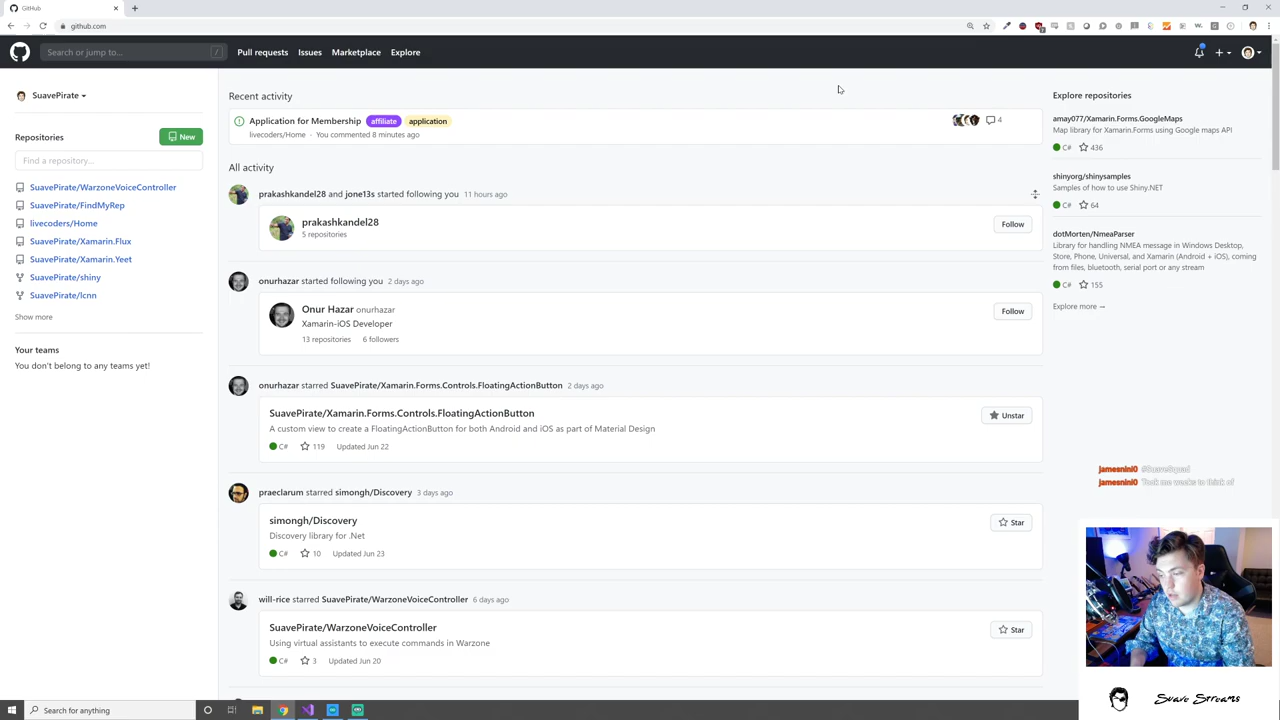 GitHub
github.com
Search or jump to...
/
Pull requests
Issues
Marketplace
Explore
SuavePirate
Repositories
New
Find a repository...
SuavePirate/WarzoneVoiceController
SuavePirate/FindMyRep
livecoders/Home
SuavePirate/Xamarin.Flux
SuavePirate/Xamarin.Yeet
SuavePirate/shiny
SuavePirate/lcnn
Show more
Your teams
You don't belong to any teams yet!
Recent activity
Application for Membership affiliate application
livecoders/Home · You commented 8 minutes ago
4
All activity
prakashkandel28 and jone13s started following you 11 hours ago
prakashkandel28
5 repositories
Follow
onurhazar started following you 2 days ago
Onur Hazar onurhazar
Xamarin-iOS Developer
13 repositories 6 followers
Follow
onurhazar starred SuavePirate/Xamarin.Forms.Controls.FloatingActionButton 2 days ago
SuavePirate/Xamarin.Forms.Controls.FloatingActionButton
A custom view to create a FloatingActionButton for both Android and iOS as part of Material Design
C# 119 Updated Jun 22
Unstar
praeclarum starred simongh/Discovery 3 days ago
simongh/Discovery
Discovery library for .Net
C# 10 Updated Jun 23
Star
will-rice starred SuavePirate/WarzoneVoiceController 6 days ago
SuavePirate/WarzoneVoiceController
Using virtual assistants to execute commands in Warzone
C# 3 Updated Jun 20
Star
Explore repositories
amay077/Xamarin.Forms.GoogleMaps
Map library for Xamarin.Forms using Google maps API
C# 436
shinyorg/shinysamples
Samples of how to use Shiny.NET
C# 64
dotMorten/NmeaParser
Library for handling NMEA message in Windows Desktop,
Store, Phone, Universal, and Xamarin (Android + iOS), coming
from files, bluetooth, serial port or any stream
C# 155
Explore more →
jamesnini0 #SuaveSquad
jamesnini0 Took me weeks to think of
Suave Streams
Search for anything